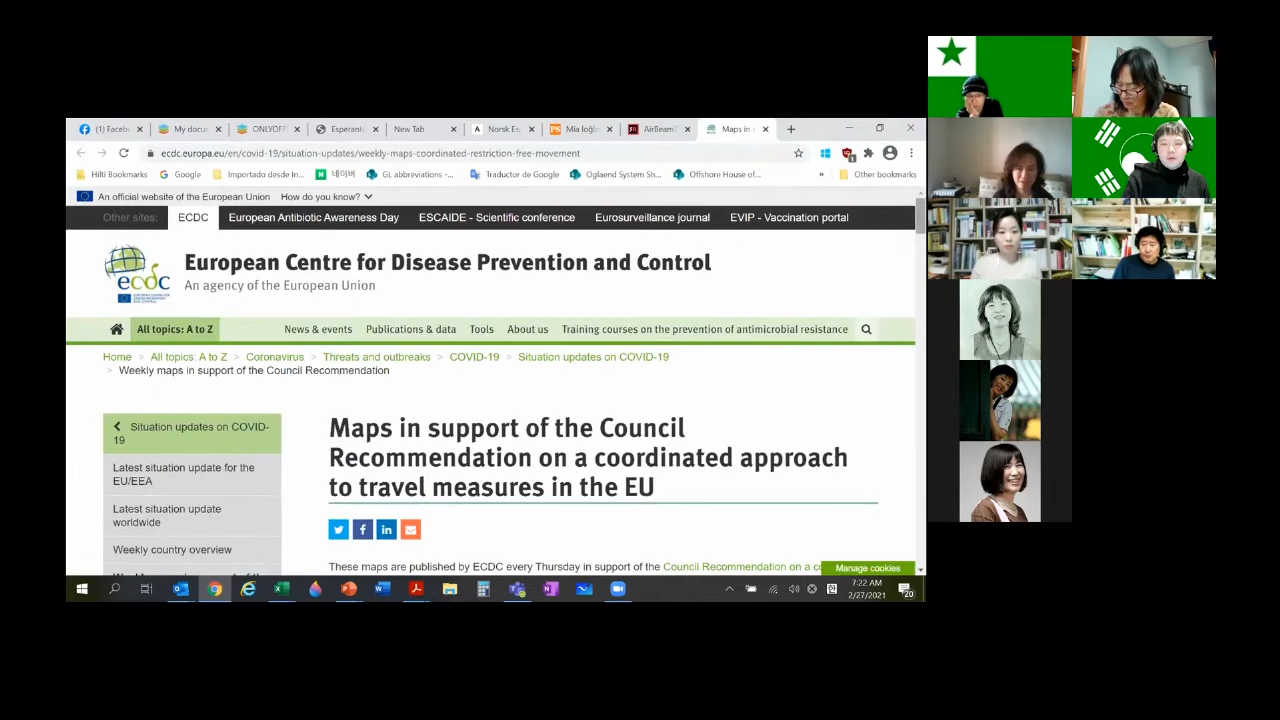 (1) Faceb
My docur
ONLYOFF
Esperant
New Tab
Norsk Es
Mia loĝlo
AirBeamT
Maps in
ecdc.europa.eu/en/covid-19/situation-updates/weekly-maps-coordinated-restriction-free-movement
Hilti Bookmarks
Google
Importado desde In...
네이버
GL abbreviations -...
Traductor de Google
Oglaend System Sh...
Offshore House of...
»
Other bookmarks
An official website of the European Union How do you know?
Other sites: ECDC European Antibiotic Awareness Day ESCAIDE - Scientific conference Eurosurveillance journal EVIP - Vaccination portal
ecdc
European Centre for Disease Prevention and Control
An agency of the European Union
All topics: A to Z News & events Publications & data Tools About us Training courses on the prevention of antimicrobial resistance
Home > All topics: A to Z > Coronavirus > Threats and outbreaks > COVID-19 > Situation updates on COVID-19
> Weekly maps in support of the Council Recommendation
Situation updates on COVID-
19
Latest situation update for the
EU/EEA
Latest situation update
worldwide
Weekly country overview
Maps in support of the Council
Recommendation on a coordinated approach
to travel measures in the EU
These maps are published by ECDC every Thursday in support of the Council Recommendation on a co
Manage cookies
7:22 AM
2/27/2021
20